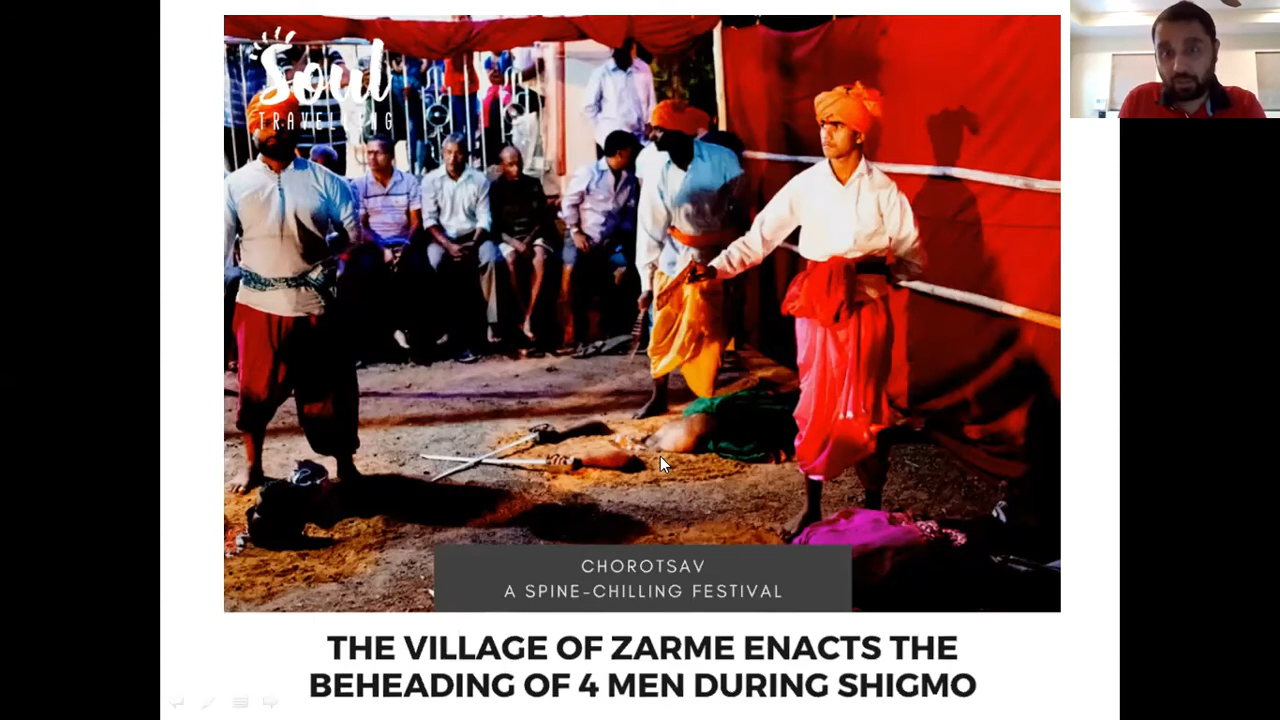 Soul
TRAVELLING
CHOROTSAV
A SPINE-CHILLING FESTIVAL
THE VILLAGE OF ZARME ENACTS THE
BEHEADING OF 4 MEN DURING SHIGMO